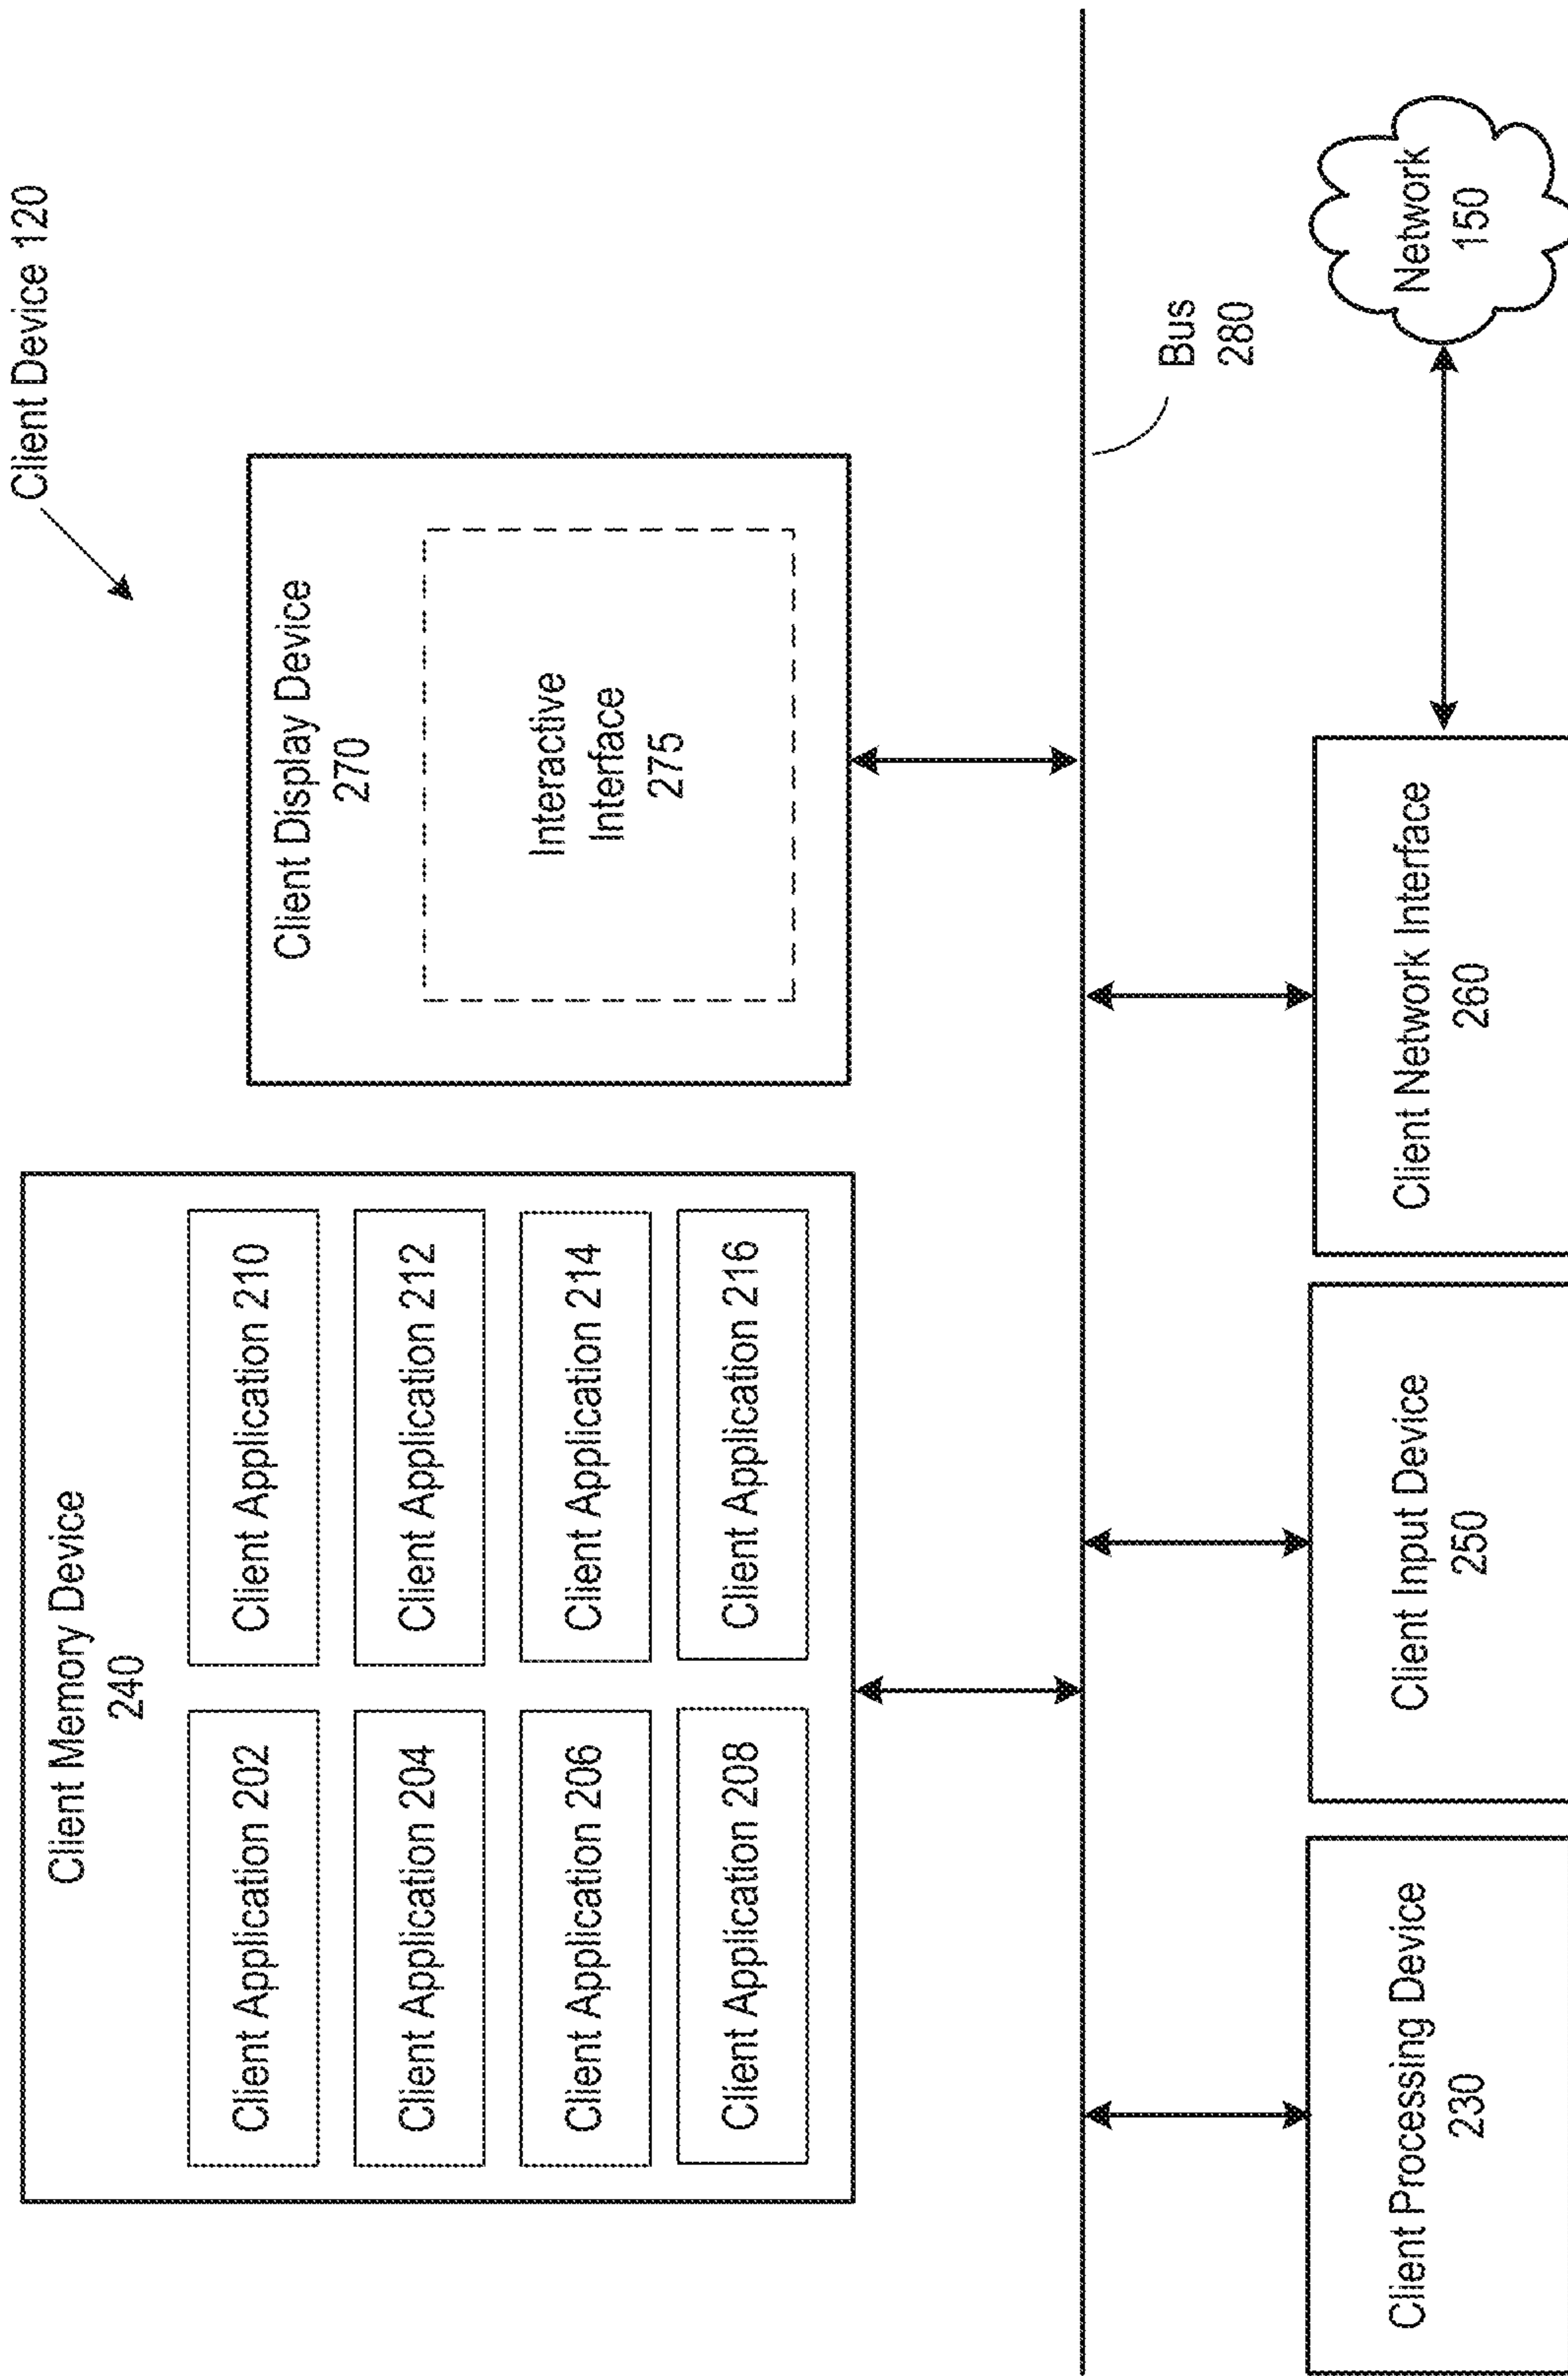 Client Device 120
Client Memory Device
240
Client Application 202
Client Application 210
Client Application 204
Client Application 212
Client Application 206
Client Application 214
Client Application 208
Client Application 216
Client Display Device
270
Interactive
Interface
275
Bus
280
Client Processing Device
230
Client Input Device
250
Client Network Interface
260
Network
150